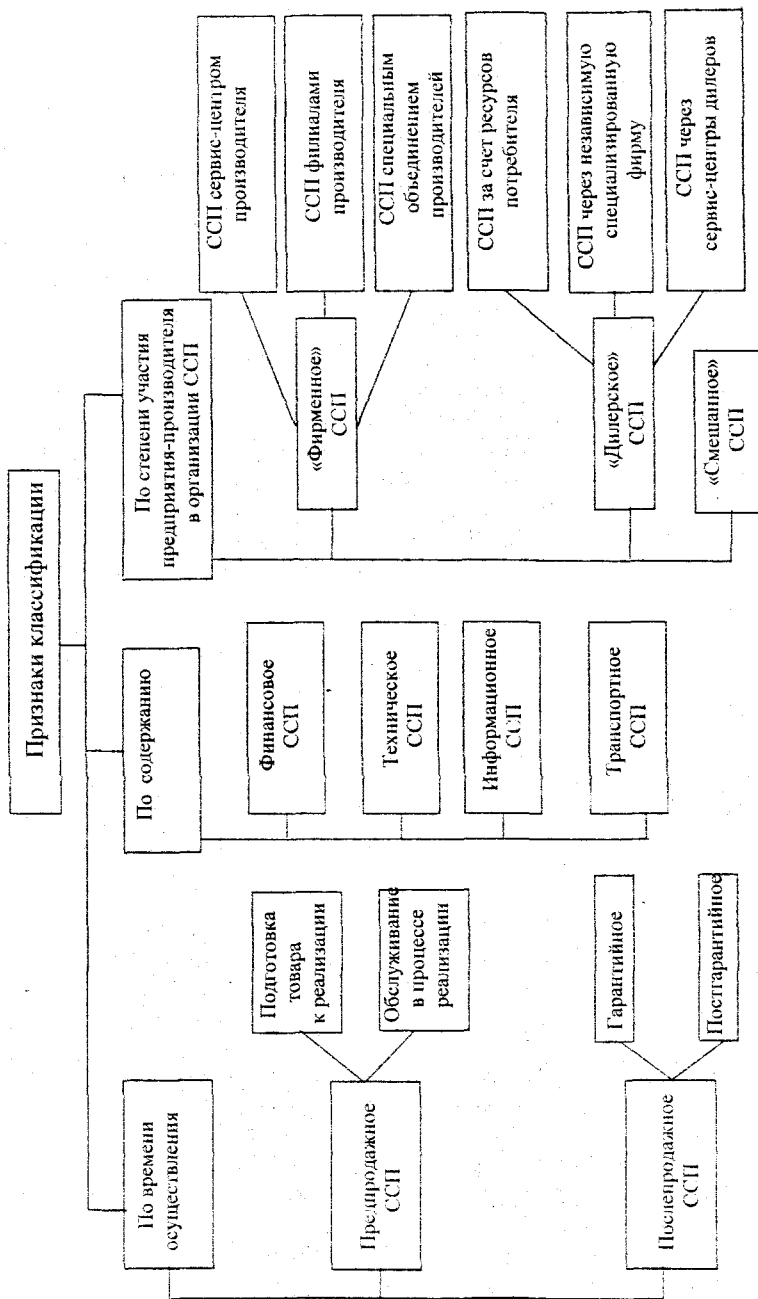 Признаки классификации
По времени
осуществления
Предпродажное
ССП
Подготовка
товара
к реализации
Обслуживание
в процессе
реализации
Послепродажное
ССП
Гарантийное
Постгарантийное
По содержанию
Финансовое
ССП
Техническое
ССП
Информационное
ССП
Транспортное
ССП
По степени участия
предприятия-производителя
в организации ССП
«Фирменное»
ССП
ССП сервис-центром
производителя
ССП филиалами
производителя
ССП специальным
объединением
производителей
«Дилерское»
ССП
ССП за счет ресурсов
потребителя
ССП через независимую
специализированную
фирму
ССП через
сервис-центры дилеров
«Смешанное»
ССП